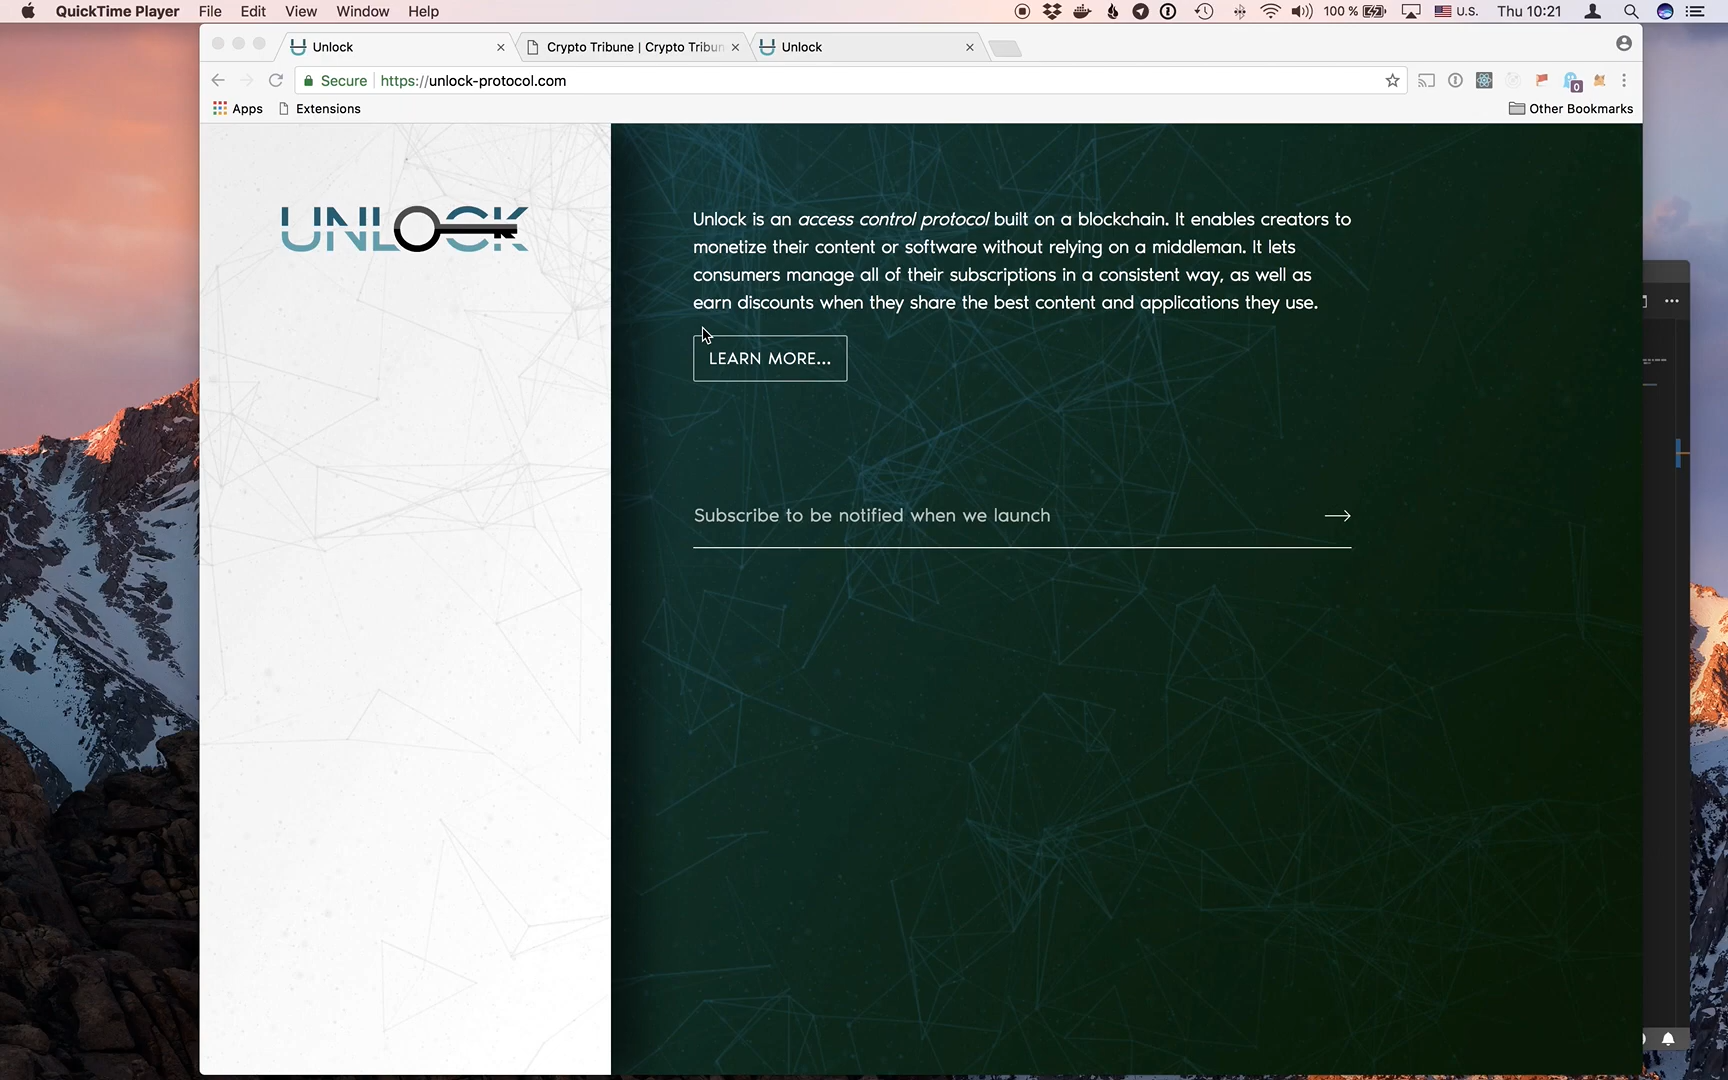 QuickTime Player File Edit View Window Help 100 % U.S. Thu 10:21
Unlock
Crypto Tribune | Crypto Tribun
Unlock
Secure https://unlock-protocol.com
Apps Extensions Other Bookmarks
0
UNLOCK
Unlock is an access control protocol built on a blockchain. It enables creators to
monetize their content or software without relying on a middleman. It lets
consumers manage all of their subscriptions in a consistent way, as well as
earn discounts when they share the best content and applications they use.
LEARN MORE...
Subscribe to be notified when we launch